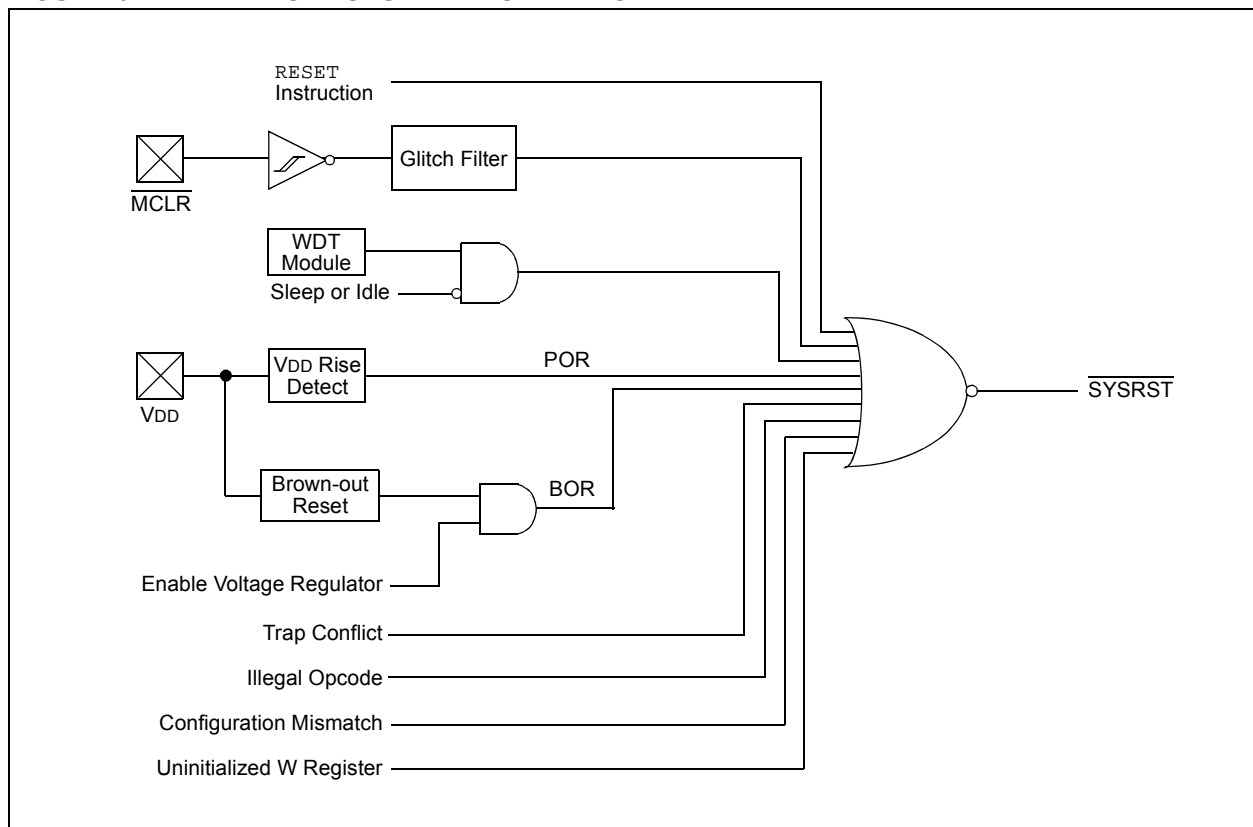 RESET
Instruction
Glitch Filter
MCLR
WDT
Module
Sleep or Idle
VDD Rise
Detect
POR
VDD
SYSRST
Brown-out
Reset
BOR
Enable Voltage Regulator
Trap Conflict
Illegal Opcode
Configuration Mismatch
Uninitialized W Register